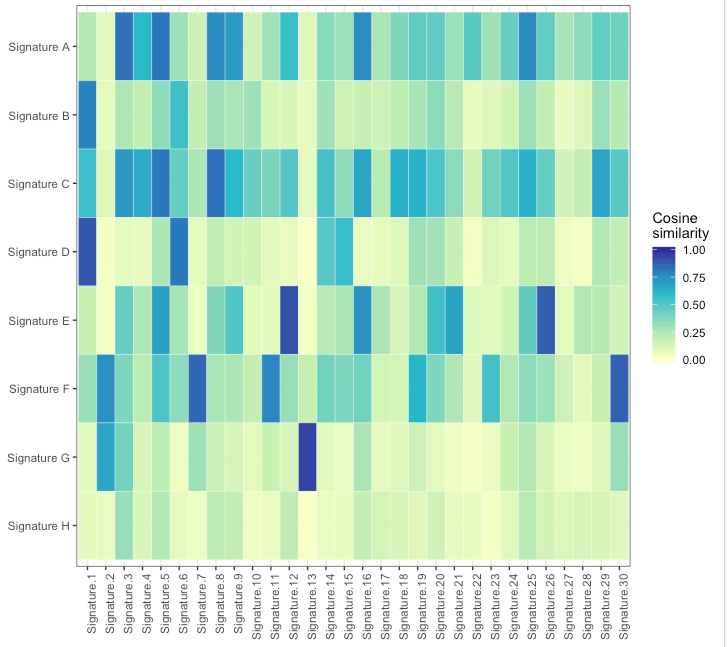 Signature A
Signature B
Signature C
Signature D
Signature E
Signature F
Signature G
Signature H
Signature.1
Signature.2
Signature.3
Signature.4
Signature.5
Signature.6
Signature.7
Signature.8
Signature.9
Signature.10
Signature.11
Signature.12
Signature.13
Signature.14
Signature.15
Signature.16
Signature.17
Signature.18
Signature.19
Signature.20
Signature.21
Signature.22
Signature.23
Signature.24
Signature.25
Signature.26
Signature.27
Signature.28
Signature.29
Signature.30
Cosine
similarity
1.00
0.75
0.50
0.25
0.00